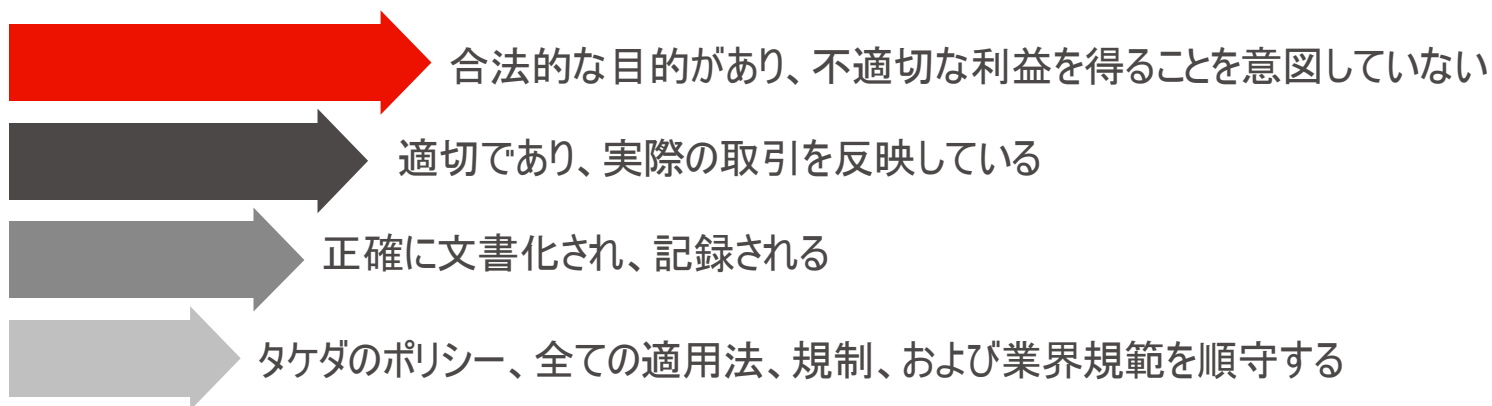 合法的な目的があり、不適切な利益を得ることを意図していない
適切であり、実際の取引を反映している
正確に文書化され、記録される
タケダのポリシー、全ての適用法、規制、および業界規範を順守する